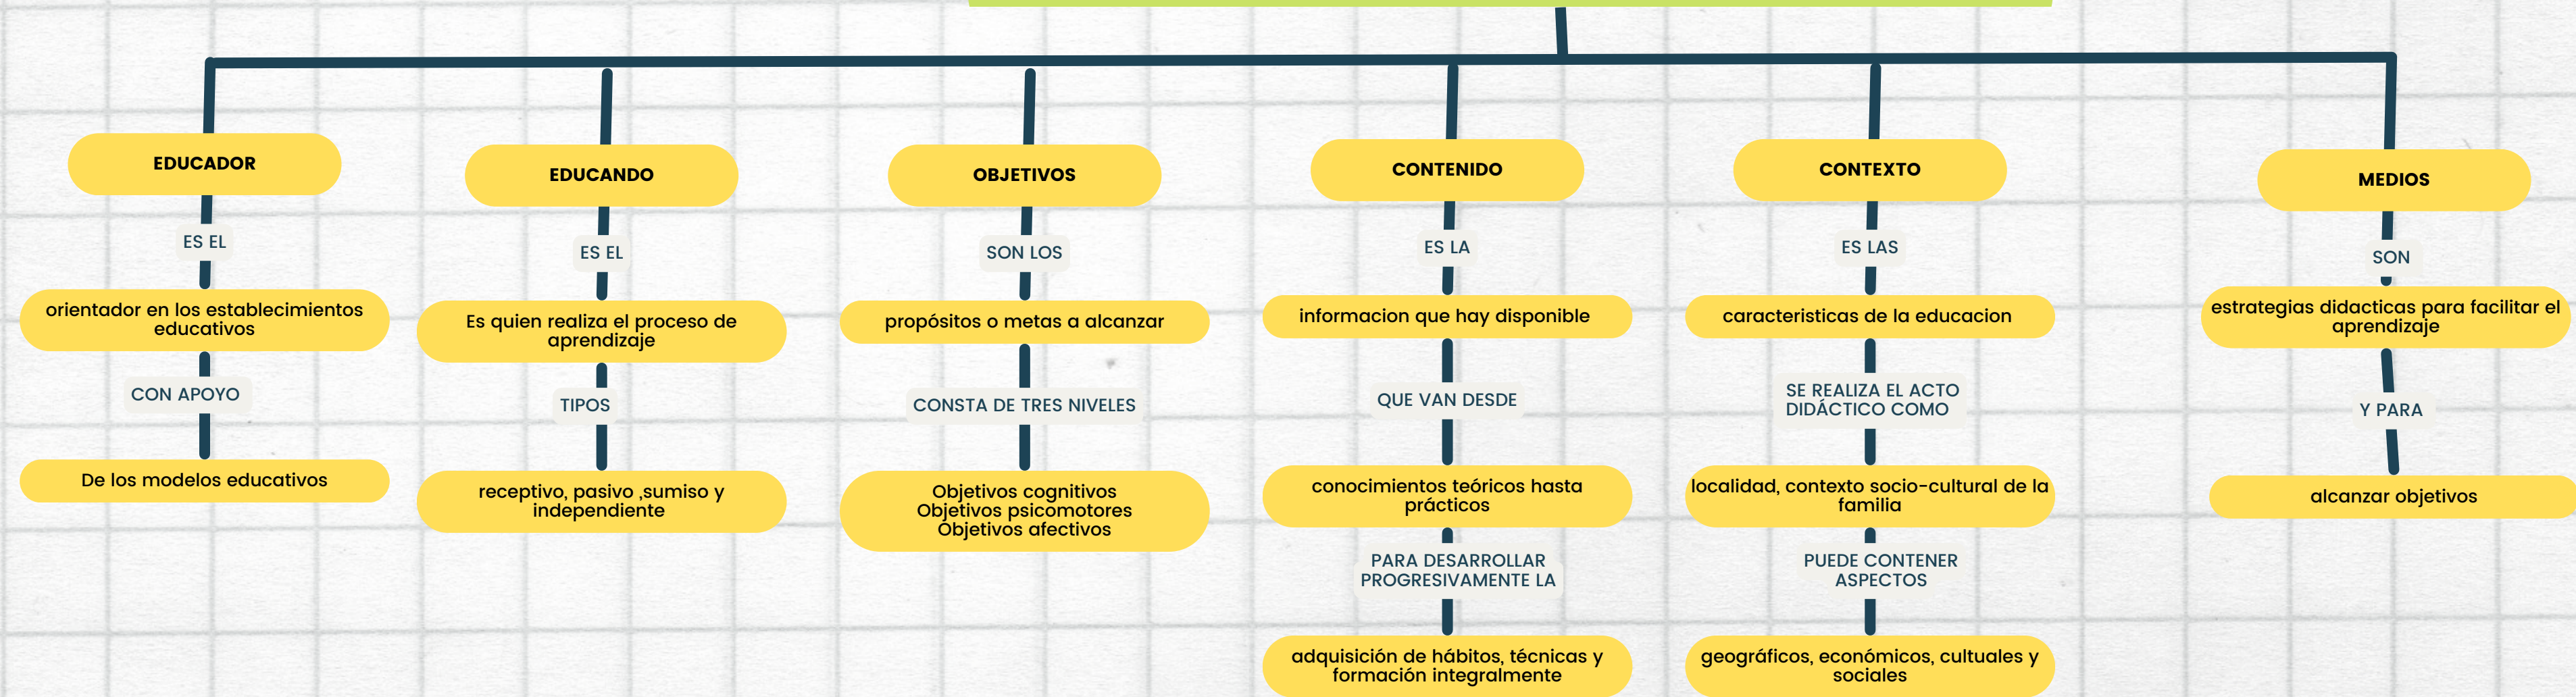 EDUCADOR
ES EL
orientador en los establecimientos
educativos
CON APOYO
De los modelos educativos
EDUCANDO
ES EL
Es quien realiza el proceso de
aprendizaje
TIPOS
receptivo, pasivo ,sumiso y
independiente
OBJETIVOS
SON LOS
propósitos o metas a alcanzar
CONSTA DE TRES NIVELES
Objetivos cognitivos
Objetivos psicomotores
Objetivos afectivos
CONTENIDO
ES LA
informacion que hay disponible
QUE VAN DESDE
conocimientos teóricos hasta
prácticos
PARA DESARROLLAR
PROGRESIVAMENTE LA
adquisición de hábitos, técnicas y
formación integralmente
CONTEXTO
ES LAS
caracteristicas de la educacion
SE REALIZA EL ACTO
DIDÁCTICO COMO
localidad, contexto socio-cultural de la
familia
PUEDE CONTENER
ASPECTOS
geográficos, económicos, cultuales y
sociales
MEDIOS
SON
estrategias didacticas para facilitar el
aprendizaje
Y PARA
alcanzar objetivos